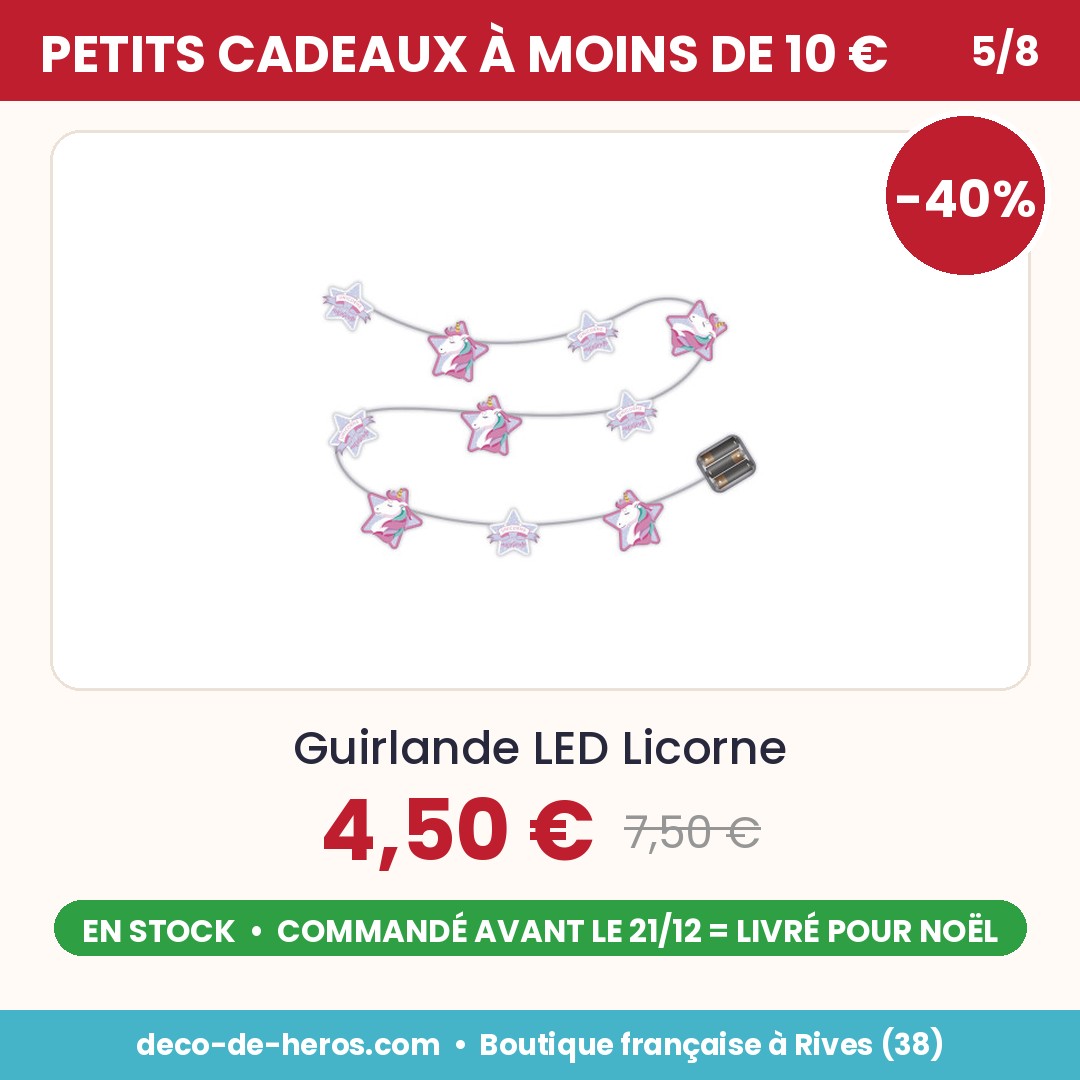 PETITS CADEAUX À MOINS DE 10 €
5/8
-40%
Guirlande LED Licorne
4,50 € 7,50 €
EN STOCK • COMMANDÉ AVANT LE 21/12 = LIVRÉ POUR NOËL
deco-de-heros.com • Boutique française à Rives (38)